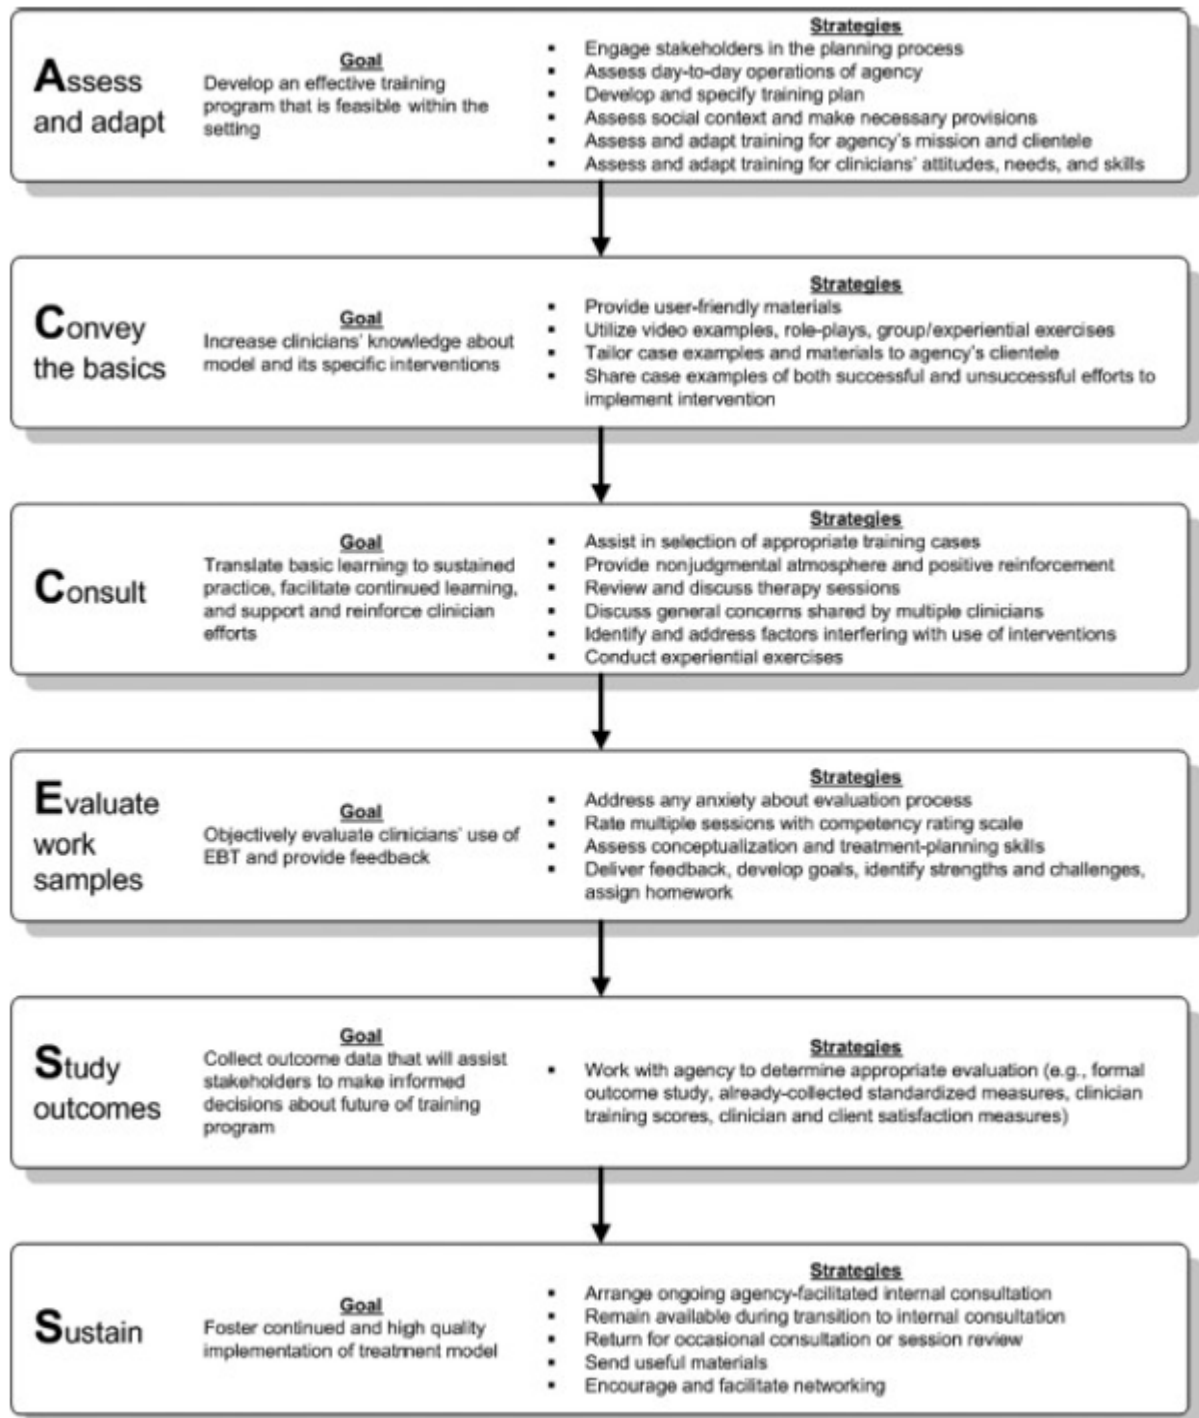 Assess
and adapt
Goal
Develop an effective training
program that is feasible within the
setting
Strategies
▪ Engage stakeholders in the planning process
▪ Assess day-to-day operations of agency
▪ Develop and specify training plan
▪ Assess social context and make necessary provisions
▪ Assess and adapt training for agency's mission and clientele
▪ Assess and adapt training for clinicians' attitudes, needs, and skills
Convey
the basics
Goal
Increase clinicians' knowledge about
model and its specific interventions
Strategies
▪ Provide user-friendly materials
▪ Utilize video examples, role-plays, group/experiential exercises
▪ Tailor case examples and materials to agency's clientele
▪ Share case examples of both successful and unsuccessful efforts to
implement intervention
Consult
Goal
Translate basic learning to sustained
practice, facilitate continued learning,
and support and reinforce clinician
efforts
Strategies
▪ Assist in selection of appropriate training cases
▪ Provide nonjudgmental atmosphere and positive reinforcement
▪ Review and discuss therapy sessions
▪ Discuss general concerns shared by multiple clinicians
▪ Identify and address factors interfering with use of interventions
▪ Conduct experiential exercises
Evaluate
work
samples
Goal
Objectively evaluate clinicians' use of
EBT and provide feedback
Strategies
▪ Address any anxiety about evaluation process
▪ Rate multiple sessions with competency rating scale
▪ Assess conceptualization and treatment-planning skills
▪ Deliver feedback, develop goals, identify strengths and challenges,
assign homework
Study
outcomes
Goal
Collect outcome data that will assist
stakeholders to make informed
decisions about future of training
program
Strategies
▪ Work with agency to determine appropriate evaluation (e.g., formal
outcome study, already-collected standardized measures, clinician
training scores, clinician and client satisfaction measures)
Sustain
Goal
Foster continued and high quality
implementation of treatment model
Strategies
▪ Arrange ongoing agency-facilitated internal consultation
▪ Remain available during transition to internal consultation
▪ Return for occasional consultation or session review
▪ Send useful materials
▪ Encourage and facilitate networking